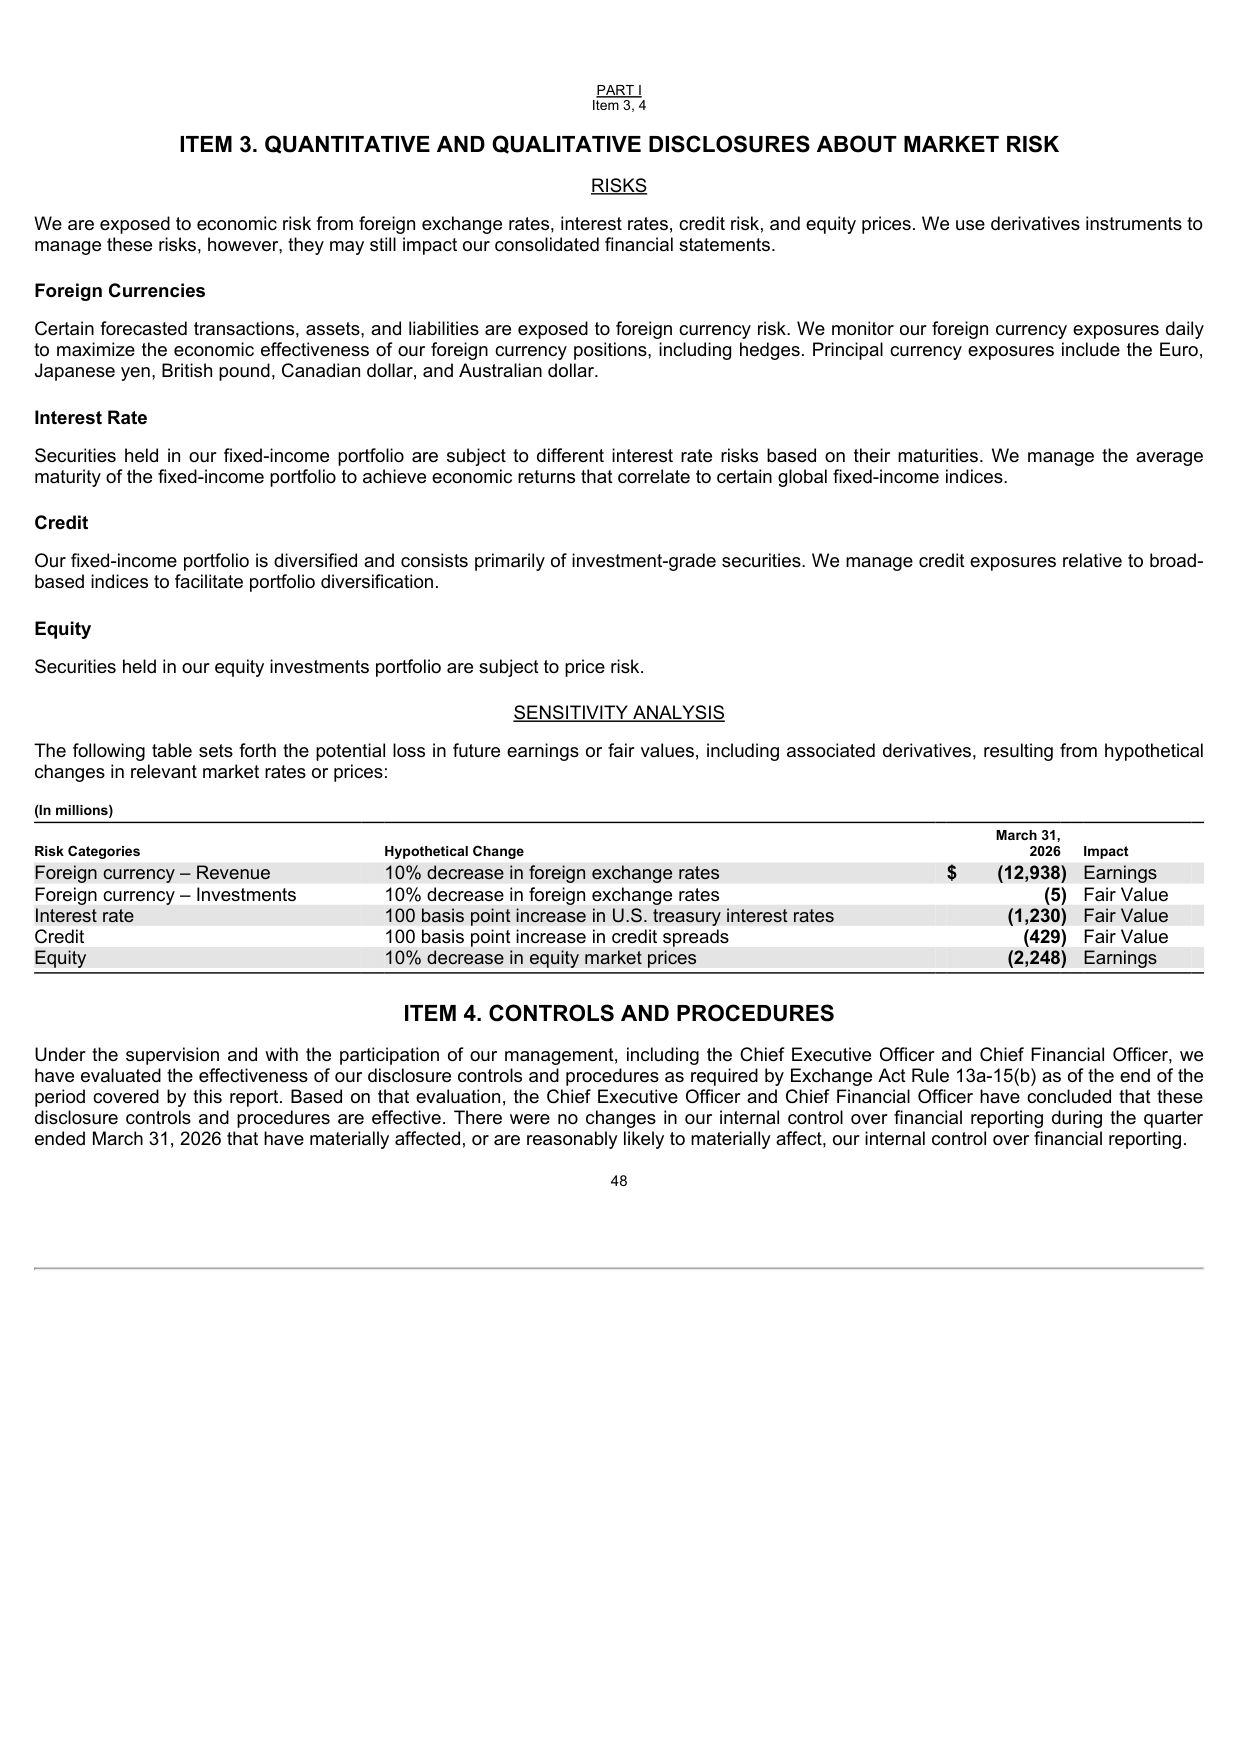 PART I
Item 3, 4
ITEM 3. QUANTITATIVE AND QUALITATIVE DISCLOSURES ABOUT MARKET RISK
RISKS
We are exposed to economic risk from foreign exchange rates, interest rates, credit risk, and equity prices. We use derivatives instruments to
manage these risks, however, they may still impact our consolidated financial statements.
Foreign Currencies
Certain forecasted transactions, assets, and liabilities are exposed to foreign currency risk. We monitor our foreign currency exposures daily
to maximize the economic effectiveness of our foreign currency positions, including hedges. Principal currency exposures include the Euro,
Japanese yen, British pound, Canadian dollar, and Australian dollar.
Interest Rate
Securities held in our fixed-income portfolio are subject to different interest rate risks based on their maturities. We manage the average
maturity of the fixed-income portfolio to achieve economic returns that correlate to certain global fixed-income indices.
Credit
Our fixed-income portfolio is diversified and consists primarily of investment-grade securities. We manage credit exposures relative to broad-
based indices to facilitate portfolio diversification.
Equity
Securities held in our equity investments portfolio are subject to price risk.
SENSITIVITY ANALYSIS
The following table sets forth the potential loss in future earnings or fair values, including associated derivatives, resulting from hypothetical
changes in relevant market rates or prices:
(In millions)
March 31,
Risk Categories Hypothetical Change 2026 Impact
Foreign currency – Revenue 10% decrease in foreign exchange rates $ (12,938) Earnings
Foreign currency – Investments 10% decrease in foreign exchange rates (5) Fair Value
Interest rate 100 basis point increase in U.S. treasury interest rates (1,230) Fair Value
Credit 100 basis point increase in credit spreads (429) Fair Value
Equity 10% decrease in equity market prices (2,248) Earnings
ITEM 4. CONTROLS AND PROCEDURES
Under the supervision and with the participation of our management, including the Chief Executive Officer and Chief Financial Officer, we
have evaluated the effectiveness of our disclosure controls and procedures as required by Exchange Act Rule 13a-15(b) as of the end of the
period covered by this report. Based on that evaluation, the Chief Executive Officer and Chief Financial Officer have concluded that these
disclosure controls and procedures are effective. There were no changes in our internal control over financial reporting during the quarter
ended March 31, 2026 that have materially affected, or are reasonably likely to materially affect, our internal control over financial reporting.
48